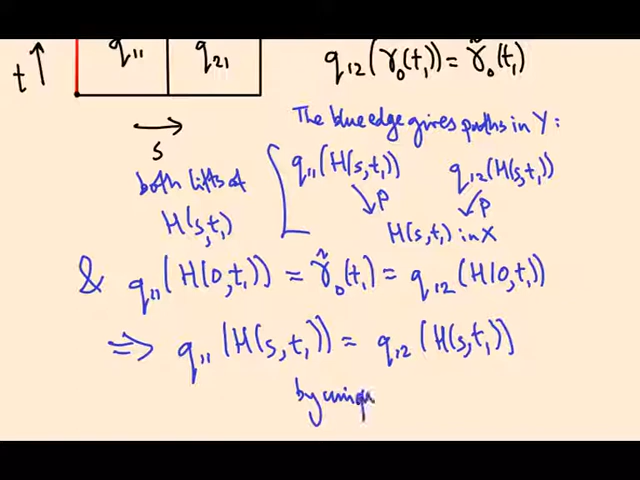 t q₁₁ q₂₁ q₁₂(γ₀(t₁)) = γ̃₀(t₁)
s
The blue edge gives paths in Y:
both lifts of H(s,t₁)
q₁₁(H(s,t₁)) q₁₂(H(s,t₁))
p p
H(s,t₁) in X
& q₁₁(H(0,t₁)) = γ̃₀(t₁) = q₁₂(H(0,t₁))
⇒ q₁₁(H(s,t₁)) = q₁₂(H(s,t₁))
by uniqu